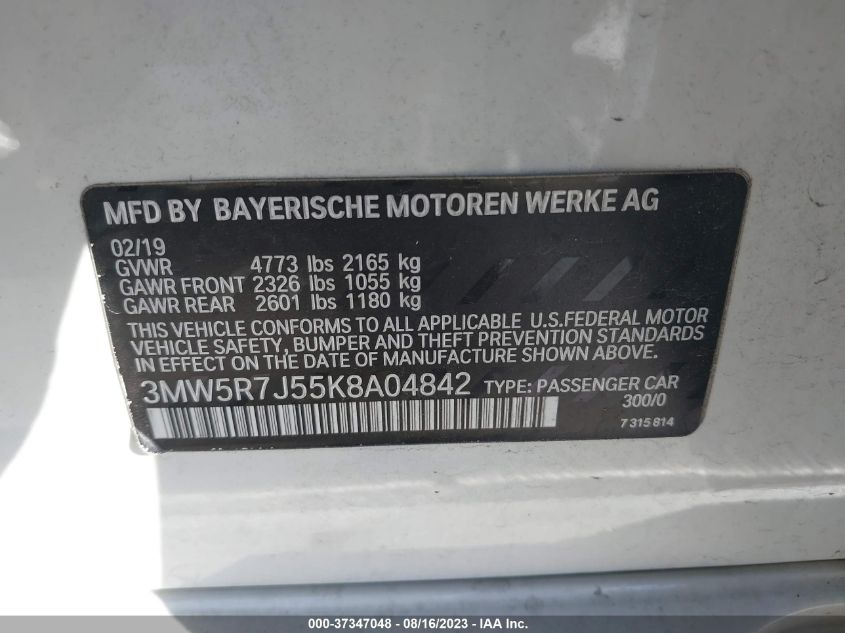 MFD BY BAYERISCHE MOTOREN WERKE AG
02/19
GVWR 4773 lbs 2165 kg
GAWR FRONT 2326 lbs 1055 kg
GAWR REAR 2601 lbs 1180 kg
THIS VEHICLE CONFORMS TO ALL APPLICABLE U.S.FEDERAL MOTOR
VEHICLE SAFETY, BUMPER AND THEFT PREVENTION STANDARDS
IN EFFECT ON THE DATE OF MANUFACTURE SHOWN ABOVE.
3MW5R7J55K8A04842 TYPE: PASSENGER CAR
300/0
7 315 814
000-37347048 - 08/16/2023 - IAA Inc.